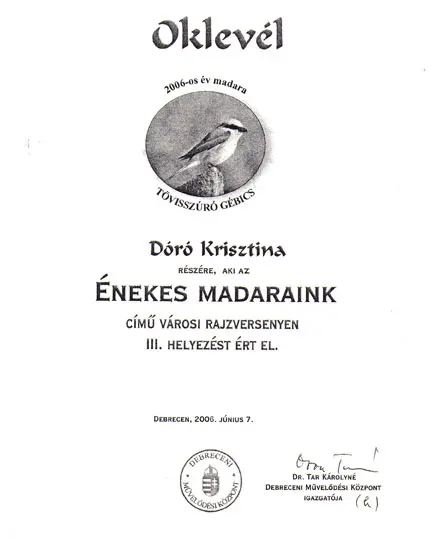 Oklevél
2006-os év madara
TÖVISSZÚRÓ GÉBICS
Dóró Krisztina
RÉSZÉRE, AKI AZ
ÉNEKES MADARAINK
CÍMŰ VÁROSI RAJZVERSENYEN
III. HELYEZÉST ÉRT EL.
DEBRECEN, 2006. JÚNIUS 7.
DEBRECENI
MŰVELŐDÉSI KÖZPONT
DR. TAR KÁROLYNÉ
DEBRECENI MŰVELŐDÉSI KÖZPONT
IGAZGATÓJA